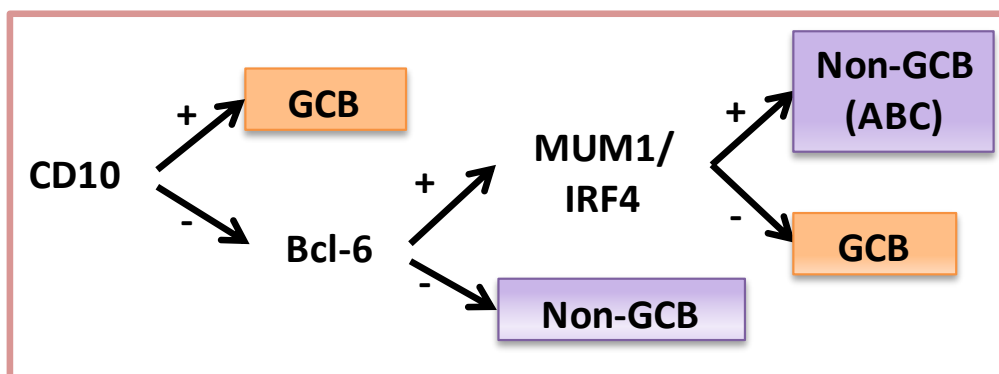 CD10
+
GCB
-
Bcl-6
+
MUM1/
IRF4
+
Non-GCB
(ABC)
-
GCB
-
Non-GCB